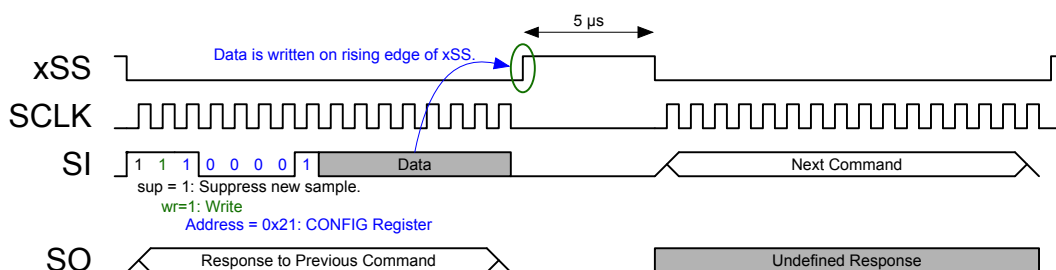 5 µs
Data is written on rising edge of xSS.
xSS
SCLK
SI
1 1 1 0 0 0 0 1 Data
Next Command
sup = 1: Suppress new sample.
wr=1: Write
Address = 0x21: CONFIG Register
SO
Response to Previous Command
Undefined Response